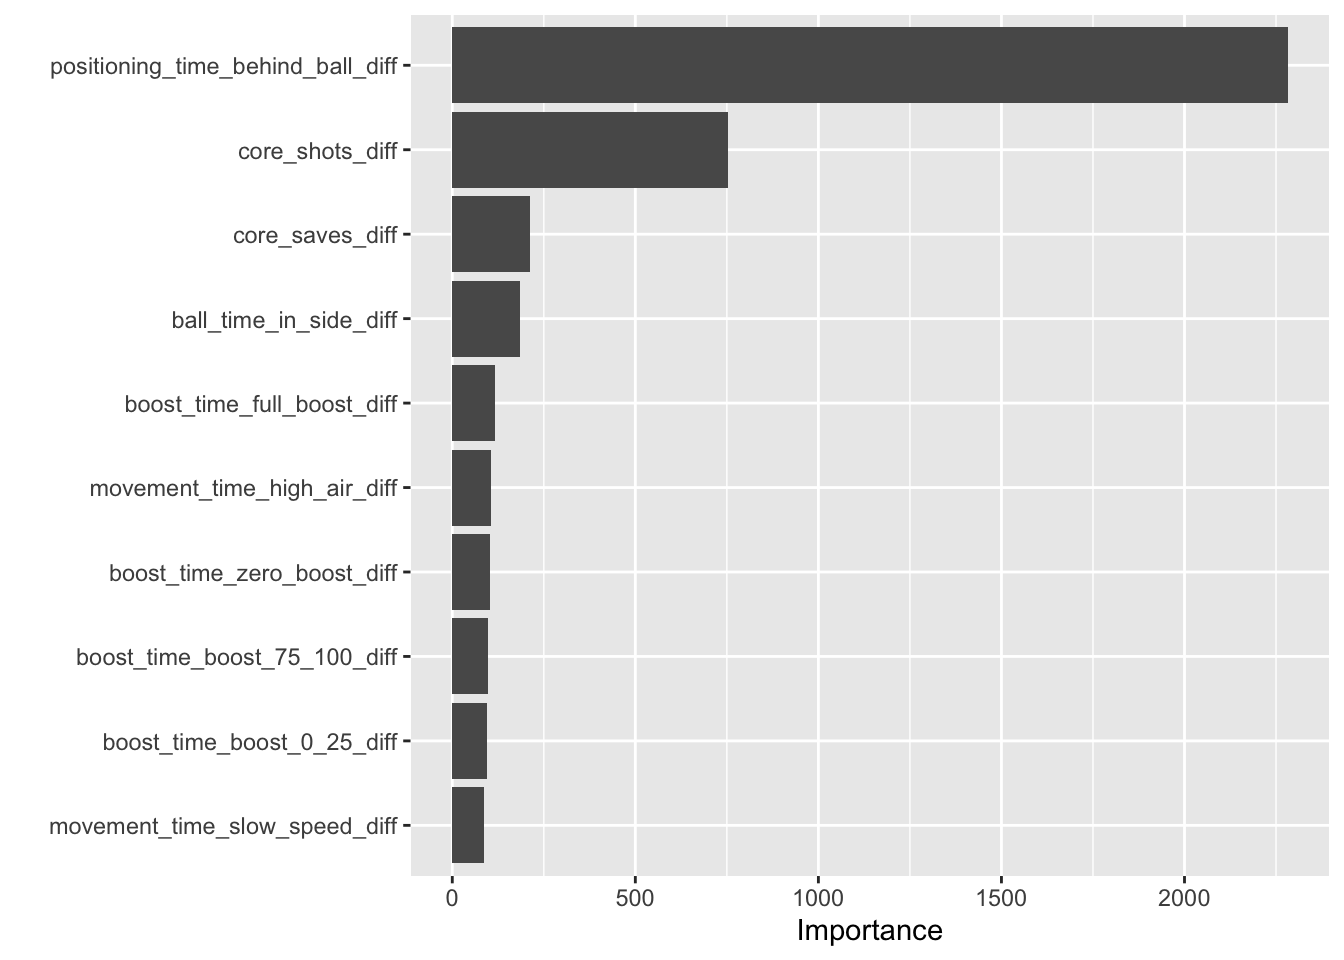 positioning_time_behind_ball_diff
core_shots_diff
core_saves_diff
ball_time_in_side_diff
boost_time_full_boost_diff
movement_time_high_air_diff
boost_time_zero_boost_diff
boost_time_boost_75_100_diff
boost_time_boost_0_25_diff
movement_time_slow_speed_diff
0 500 1000 1500 2000
Importance